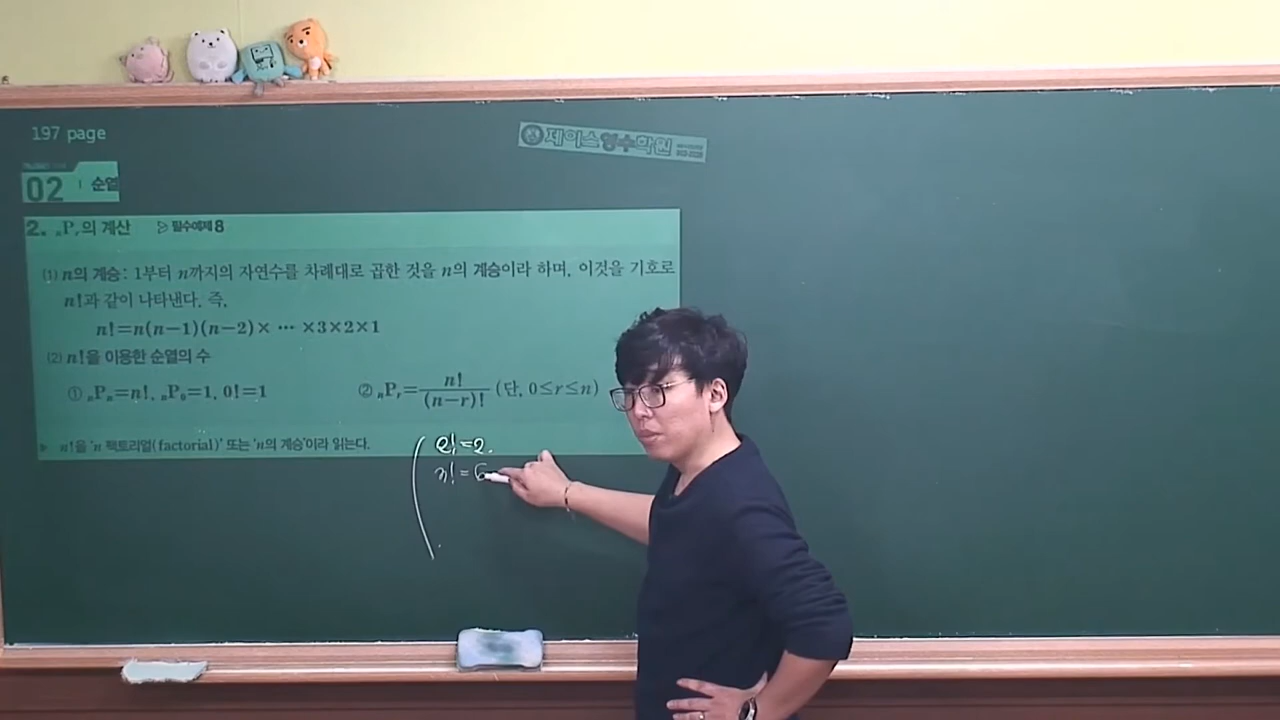 197 page
제이스영수학원
02 순열
2. ₙPᵣ의 계산 ▷ 필수예제 8
(1) n의 계승: 1부터 n까지의 자연수를 차례대로 곱한 것을 n의 계승이라 하며, 이것을 기호로
n!과 같이 나타낸다. 즉,
n!=n(n-1)(n-2)× ⋯ ×3×2×1
(2) n!을 이용한 순열의 수
① ₙPₙ=n!, ₙP₀=1, 0!=1 ② ₙPᵣ=n!/(n-r)! (단, 0≤r≤n)
▶ n!을 'n 팩토리얼(factorial)' 또는 'n의 계승'이라 읽는다.
2!=2.
3!=6